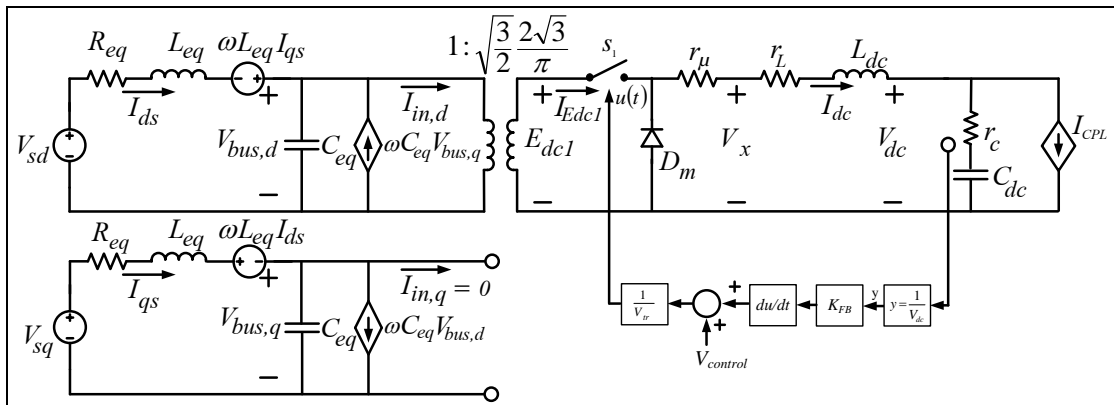 R_eq L_eq ωL_eq I_qs
1:√(3/2) 2√3/π
s_1
r_μ r_L L_dc
I_ds
I_in,d
I_Edc1
u(t)
I_dc
V_sd
V_bus,d
C_eq
ωC_eq V_bus,q
E_dc1
D_m
V_x
V_dc
r_c
C_dc
I_CPL
R_eq L_eq ωL_eq I_ds
I_qs
I_in,q = 0
V_sq
V_bus,q
C_eq
ωC_eq V_bus,d
1/V_tr
du/dt
K_FB
y
y = 1/V_dc
V_control